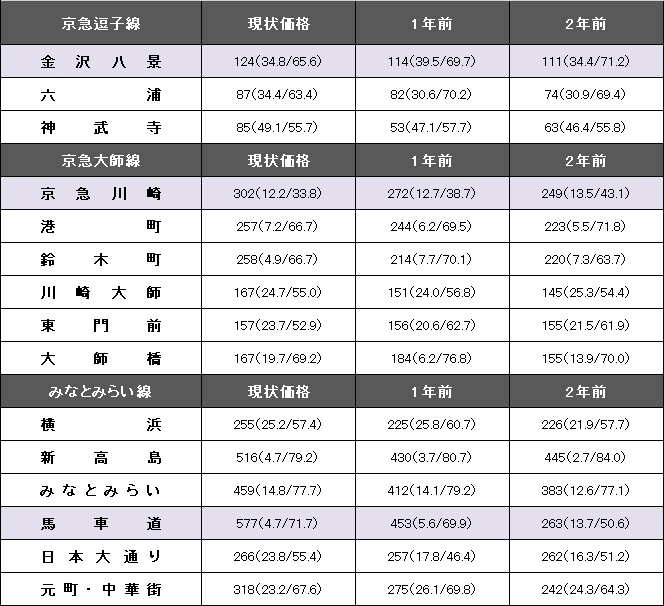 京急逗子線 現状価格 1年前 2年前
金沢八景 124(34.8/65.6) 114(39.5/69.7) 111(34.4/71.2)
六浦 87(34.4/63.4) 82(30.6/70.2) 74(30.9/69.4)
神武寺 85(49.1/55.7) 53(47.1/57.7) 63(46.4/55.8)
京急大師線 現状価格 1年前 2年前
京急川崎 302(12.2/33.8) 272(12.7/38.7) 249(13.5/43.1)
港町 257(7.2/66.7) 244(6.2/69.5) 223(5.5/71.8)
鈴木町 258(4.9/66.7) 214(7.7/70.1) 220(7.3/63.7)
川崎大師 167(24.7/55.0) 151(24.0/56.8) 145(25.3/54.4)
東門前 157(23.7/52.9) 156(20.6/62.7) 155(21.5/61.9)
大師橋 167(19.7/69.2) 184(6.2/76.8) 155(13.9/70.0)
みなとみらい線 現状価格 1年前 2年前
横浜 255(25.2/57.4) 225(25.8/60.7) 226(21.9/57.7)
新高島 516(4.7/79.2) 430(3.7/80.7) 445(2.7/84.0)
みなとみらい 459(14.8/77.7) 412(14.1/79.2) 383(12.6/77.1)
馬車道 577(4.7/71.7) 453(5.6/69.9) 263(13.7/50.6)
日本大通り 266(23.8/55.4) 257(17.8/46.4) 262(16.3/51.2)
元町・中華街 318(23.2/67.6) 275(26.1/69.8) 242(24.3/64.3)